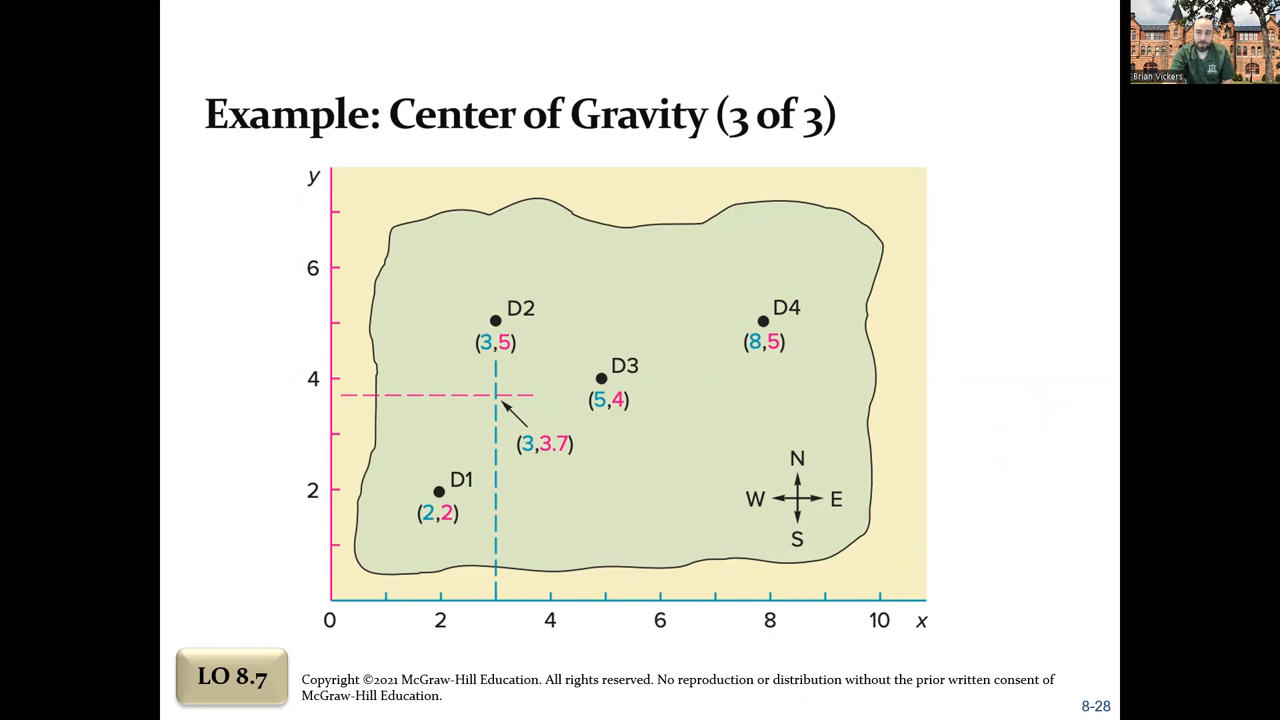 Brian Vickers
Example: Center of Gravity (3 of 3)
y
6
D2
(3,5)
D4
(8,5)
4
D3
(5,4)
(3,3.7)
2
D1
(2,2)
N
W E
S
0 2 4 6 8 10 x
LO 8.7
Copyright ©2021 McGraw-Hill Education. All rights reserved. No reproduction or distribution without the prior written consent of
McGraw-Hill Education.
8-28